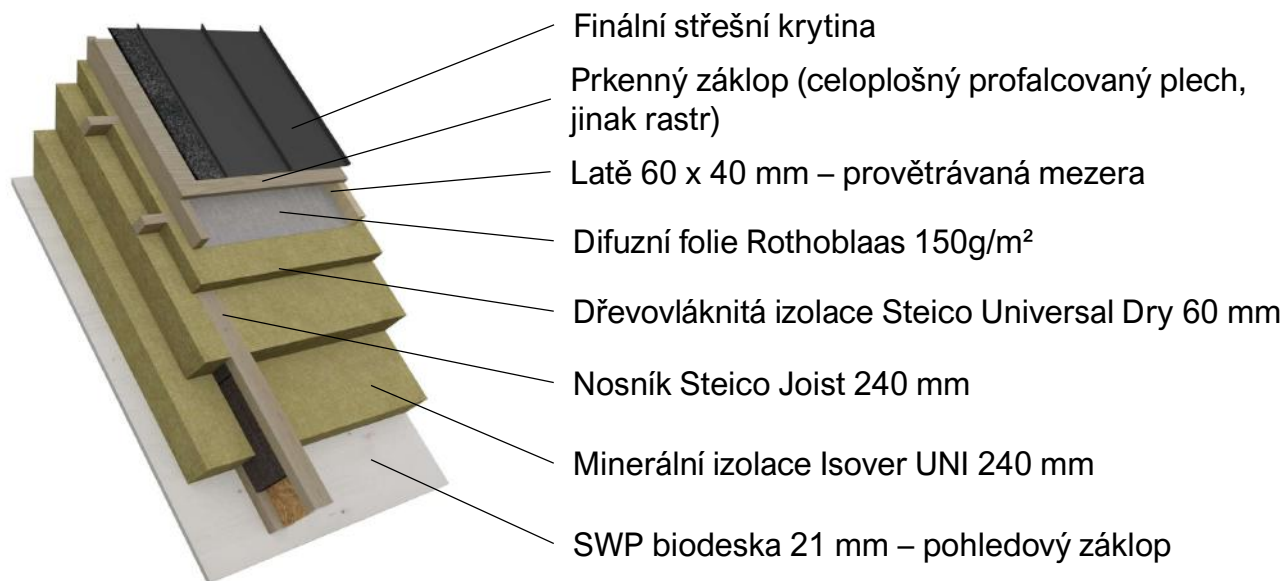 Finální střešní krytina
Prkenný záklop (celoplošný profalcovaný plech,
jinak rastr)
Latě 60 x 40 mm – provětrávaná mezera
Difuzní folie Rothoblaas 150g/m²
Dřevovláknitá izolace Steico Universal Dry 60 mm
Nosník Steico Joist 240 mm
Minerální izolace Isover UNI 240 mm
SWP biodeska 21 mm – pohledový záklop